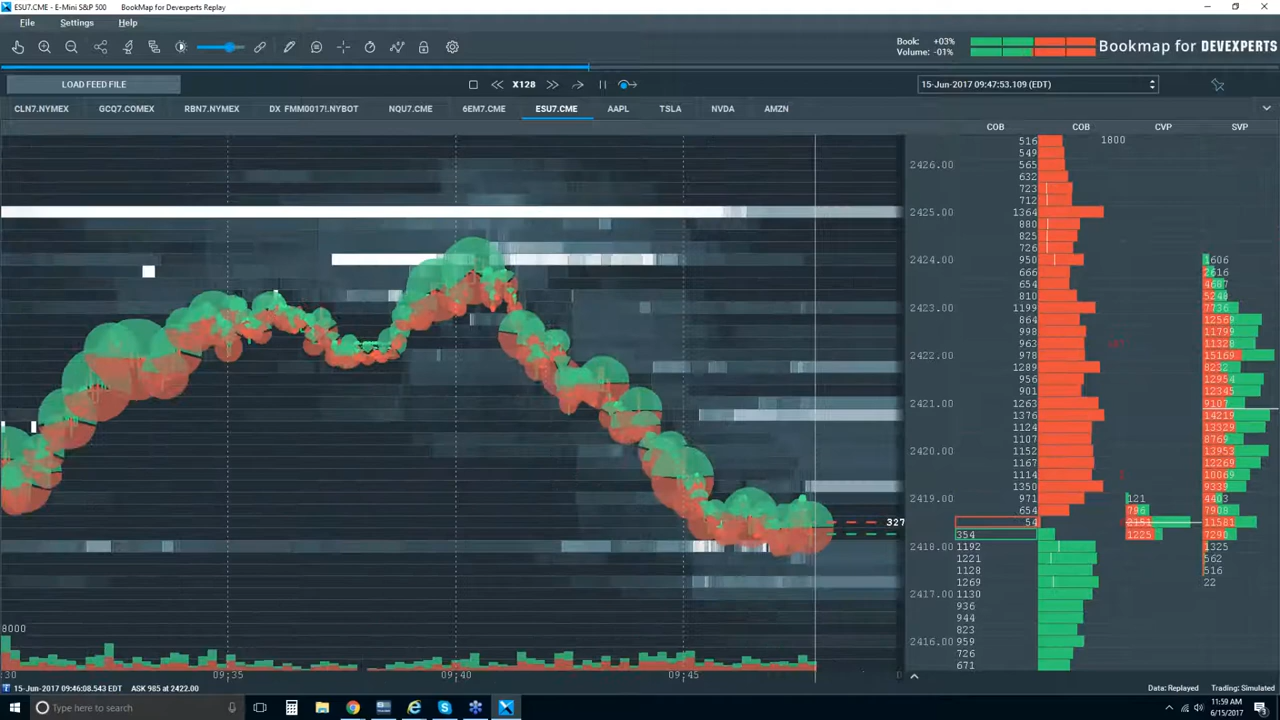 ESU7.CME - E-Mini S&P 500 BookMap for Devexperts Replay
File Settings Help
Book: +03%
Volume: -01%
Bookmap for DEVEXPERTS
LOAD FEED FILE
X128
15-Jun-2017 09:47:53.109 (EDT)
CLN7.NYMEX GCQ7.COMEX RBN7.NYMEX DX FMM0017!.NYBOT NQU7.CME 6EM7.CME ESU7.CME AAPL TSLA NVDA AMZN
COB COB CVP SVP
516 1800
549
2426.00 565
632
723
712
2425.00 1364
880
825
726
2424.00 950 1606
666 2616
654 4687
810 5248
2423.00 1199 7736
864 12569
998 11799
963 11328
2422.00 978 15169
1289 8232
956 12954
901 12345
2421.00 1263 9107
1376 14219
1124 13329
1107 8769
2420.00 1152 13953
1167 12269
1114 10069
1350 9339
2419.00 971 121 4403
654 796 7908
327 54 2151 11581
354 1225 7290
2418.00 1192 1325
1221 562
1128 516
1269 22
2417.00 1130
936
944
823
2416.00 959
726
671
8000
:30 09:35 09:40 09:45 0
15-Jun-2017 09:46:08.543 EDT ASK 985 at 2422.00
Data: Replayed Trading: Simulated
Type here to search
11:59 AM
6/15/2017
3